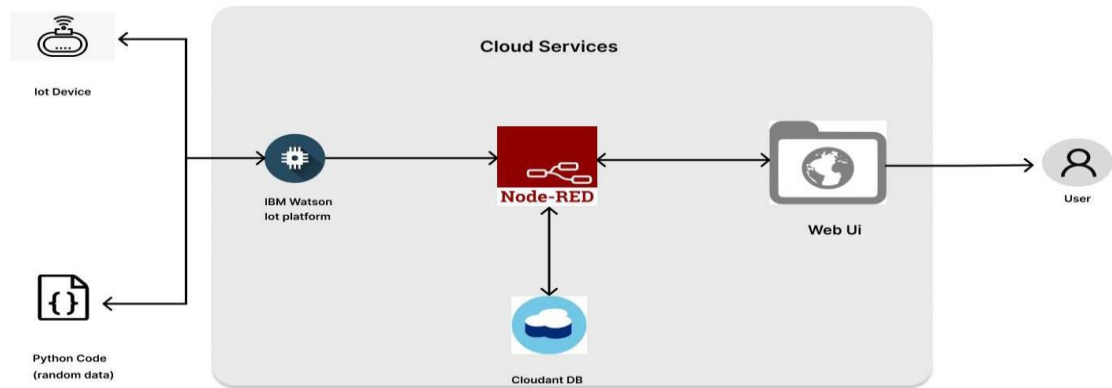 Cloud Services
Iot Device
IBM Watson
Iot platform
Node-RED
Web Ui
User
{}
Python Code
(random data)
Cloudant DB